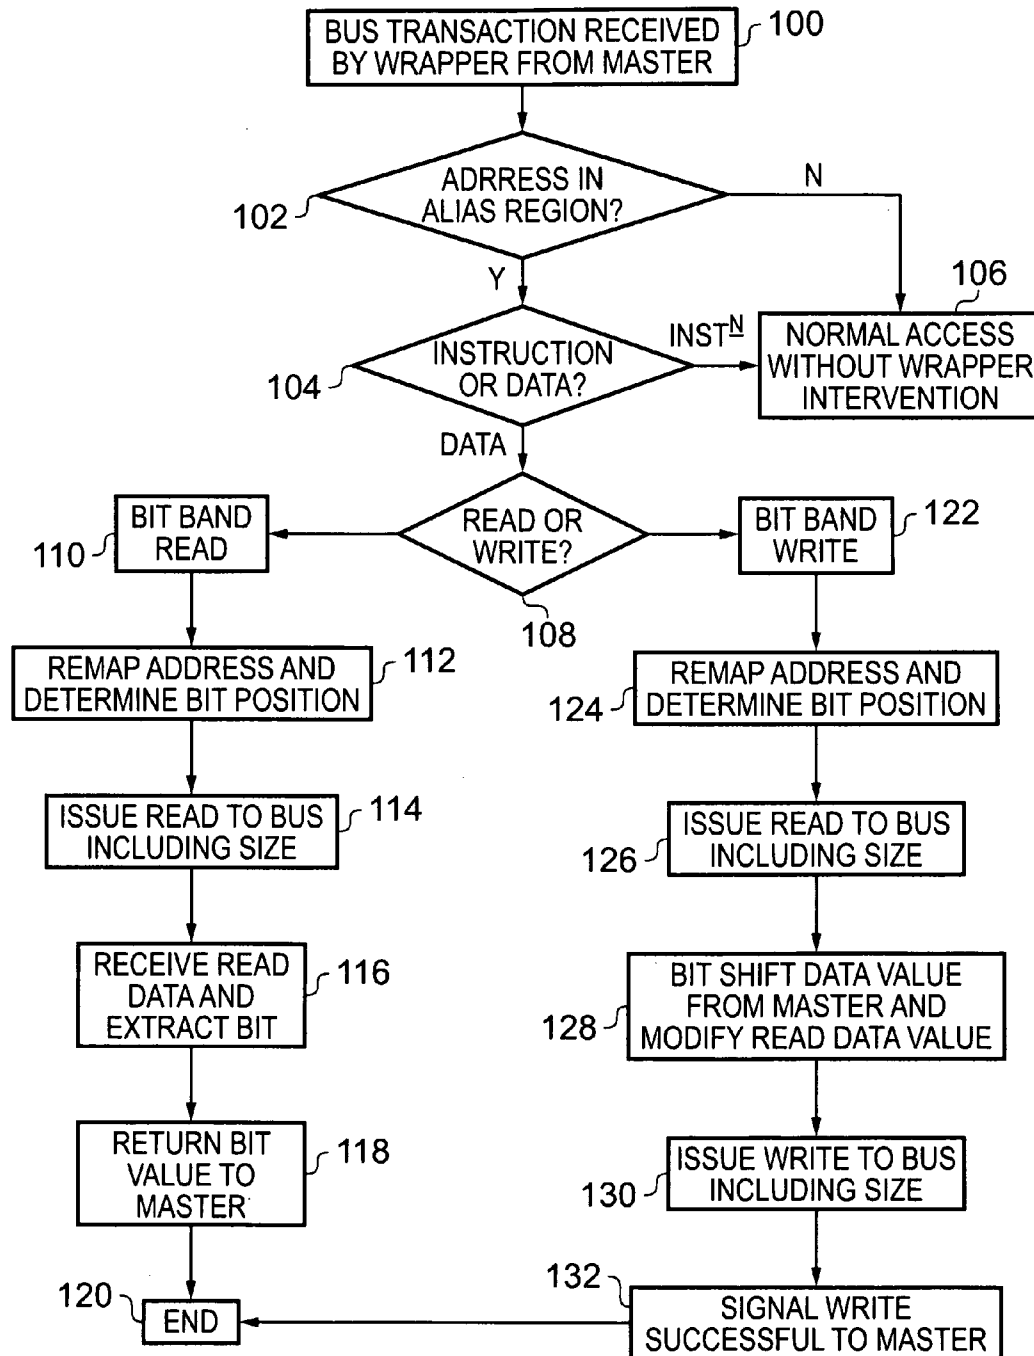 BUS TRANSACTION RECEIVED
BY WRAPPER FROM MASTER
100
ADRRESS IN
ALIAS REGION?
102
N
Y
106
NORMAL ACCESS
WITHOUT WRAPPER
INTERVENTION
INSTRUCTION
OR DATA?
104
INSTN
DATA
READ OR
WRITE?
108
BIT BAND
READ
110
BIT BAND
WRITE
122
REMAP ADDRESS AND
DETERMINE BIT POSITION
112
REMAP ADDRESS AND
DETERMINE BIT POSITION
124
ISSUE READ TO BUS
INCLUDING SIZE
114
ISSUE READ TO BUS
INCLUDING SIZE
126
RECEIVE READ
DATA AND
EXTRACT BIT
116
BIT SHIFT DATA VALUE
FROM MASTER AND
MODIFY READ DATA VALUE
128
RETURN BIT
VALUE TO
MASTER
118
ISSUE WRITE TO BUS
INCLUDING SIZE
130
120
END
132
SIGNAL WRITE
SUCCESSFUL TO MASTER